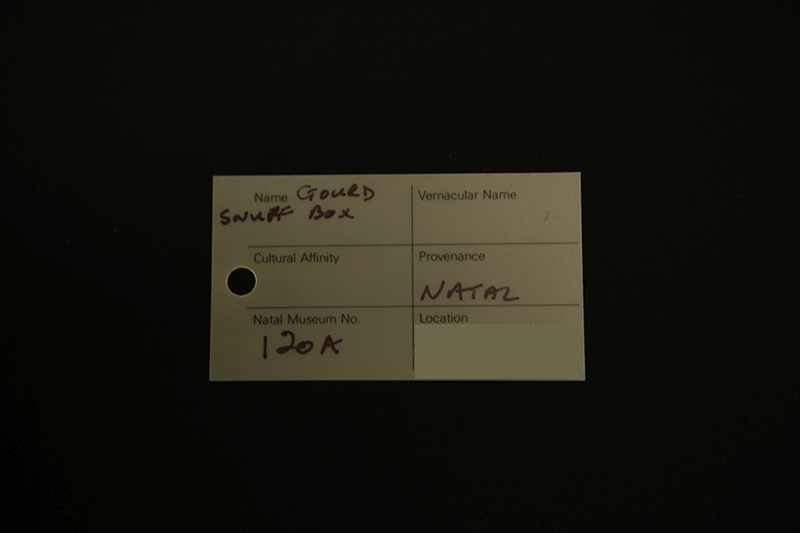 Name GOURD
SNUFF BOX
Vernacular Name
Cultural Affinity
Provenance
NATAL
Natal Museum No.
120A
Location